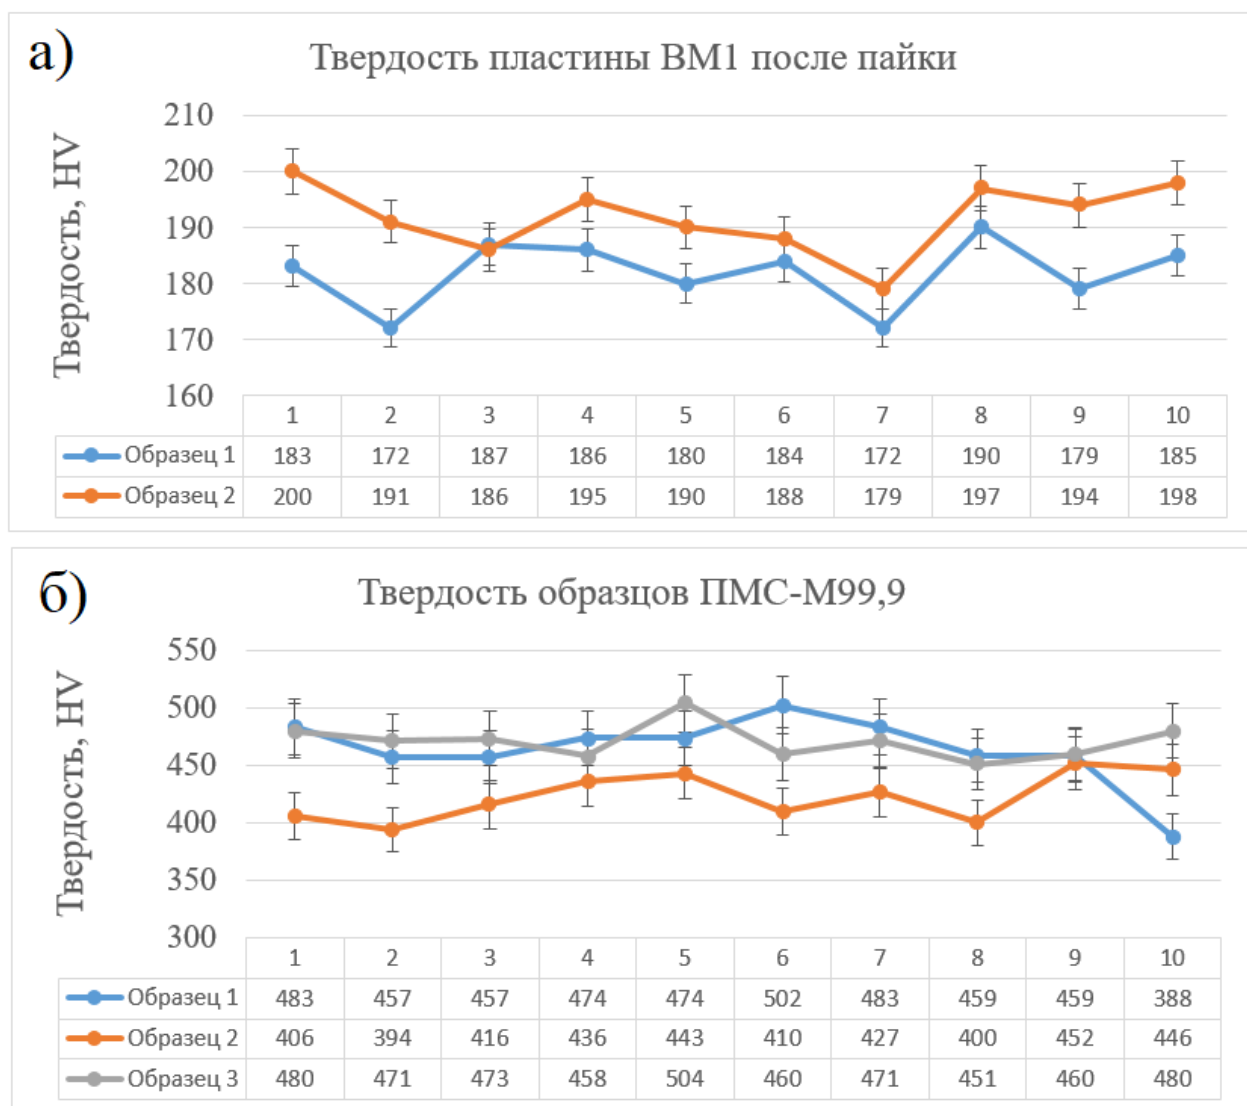 а)
Твердость пластины ВМ1 после пайки
Твердость, HV
210
200
190
180
170
160
1 2 3 4 5 6 7 8 9 10
Образец 1 183 172 187 186 180 184 172 190 179 185
Образец 2 200 191 186 195 190 188 179 197 194 198
б)
Твердость образцов ПМС-М99,9
Твердость, HV
550
500
450
400
350
300
1 2 3 4 5 6 7 8 9 10
Образец 1 483 457 457 474 474 502 483 459 459 388
Образец 2 406 394 416 436 443 410 427 400 452 446
Образец 3 480 471 473 458 504 460 471 451 460 480